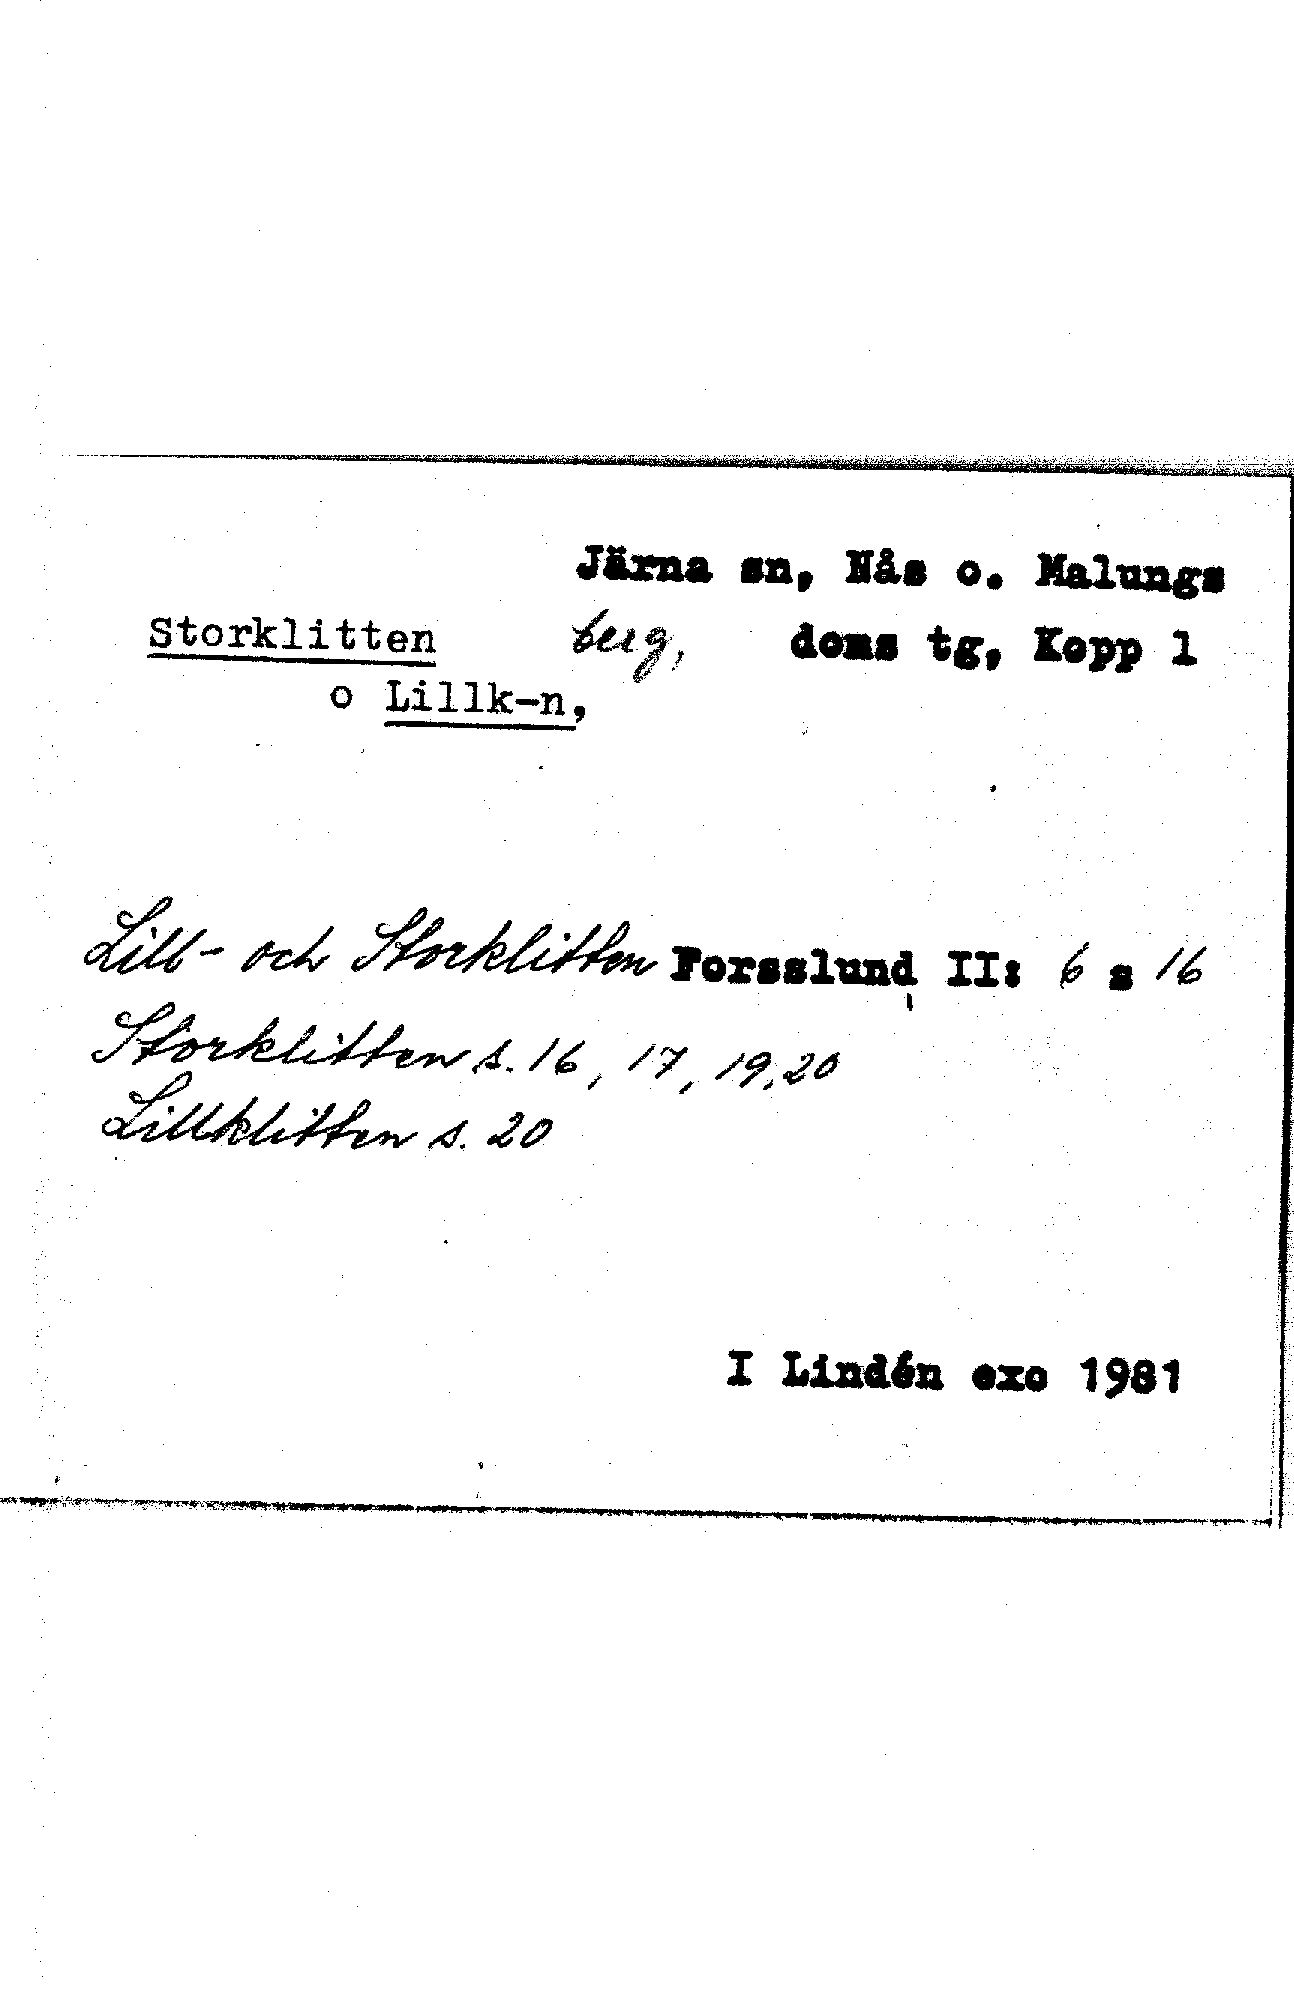 Järna sn, Nås o. Malungs
Storklitten berg, doms tg, Kopp l
o Lillk-n,
Lill- och Storklitten Forsslund II: 6 s 16
Storklitten s. 16, 17, 19, 20
Lillklitten s. 20
I Lindén exc 1981